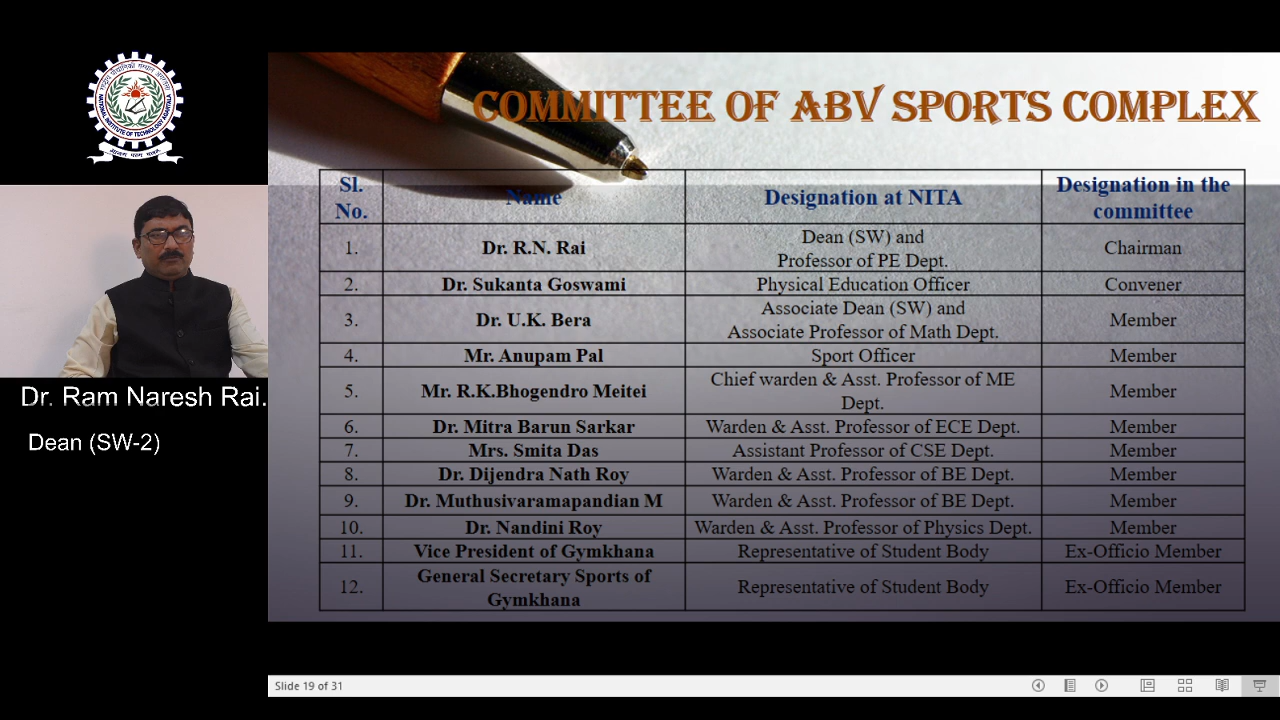 NATIONAL INSTITUTE OF TECHNOLOGY AGARTALA
Dr. Ram Naresh Rai.
Dean (SW-2)
COMMITTEE OF ABV SPORTS COMPLEX
Sl. No. Name Designation at NITA Designation in the committee
1. Dr. R.N. Rai Dean (SW) and Professor of PE Dept. Chairman
2. Dr. Sukanta Goswami Physical Education Officer Convener
3. Dr. U.K. Bera Associate Dean (SW) and Associate Professor of Math Dept. Member
4. Mr. Anupam Pal Sport Officer Member
5. Mr. R.K.Bhogendro Meitei Chief warden & Asst. Professor of ME Dept. Member
6. Dr. Mitra Barun Sarkar Warden & Asst. Professor of ECE Dept. Member
7. Mrs. Smita Das Assistant Professor of CSE Dept. Member
8. Dr. Dijendra Nath Roy Warden & Asst. Professor of BE Dept. Member
9. Dr. Muthusivaramapandian M Warden & Asst. Professor of BE Dept. Member
10. Dr. Nandini Roy Warden & Asst. Professor of Physics Dept. Member
11. Vice President of Gymkhana Representative of Student Body Ex-Officio Member
12. General Secretary Sports of Gymkhana Representative of Student Body Ex-Officio Member
Slide 19 of 31